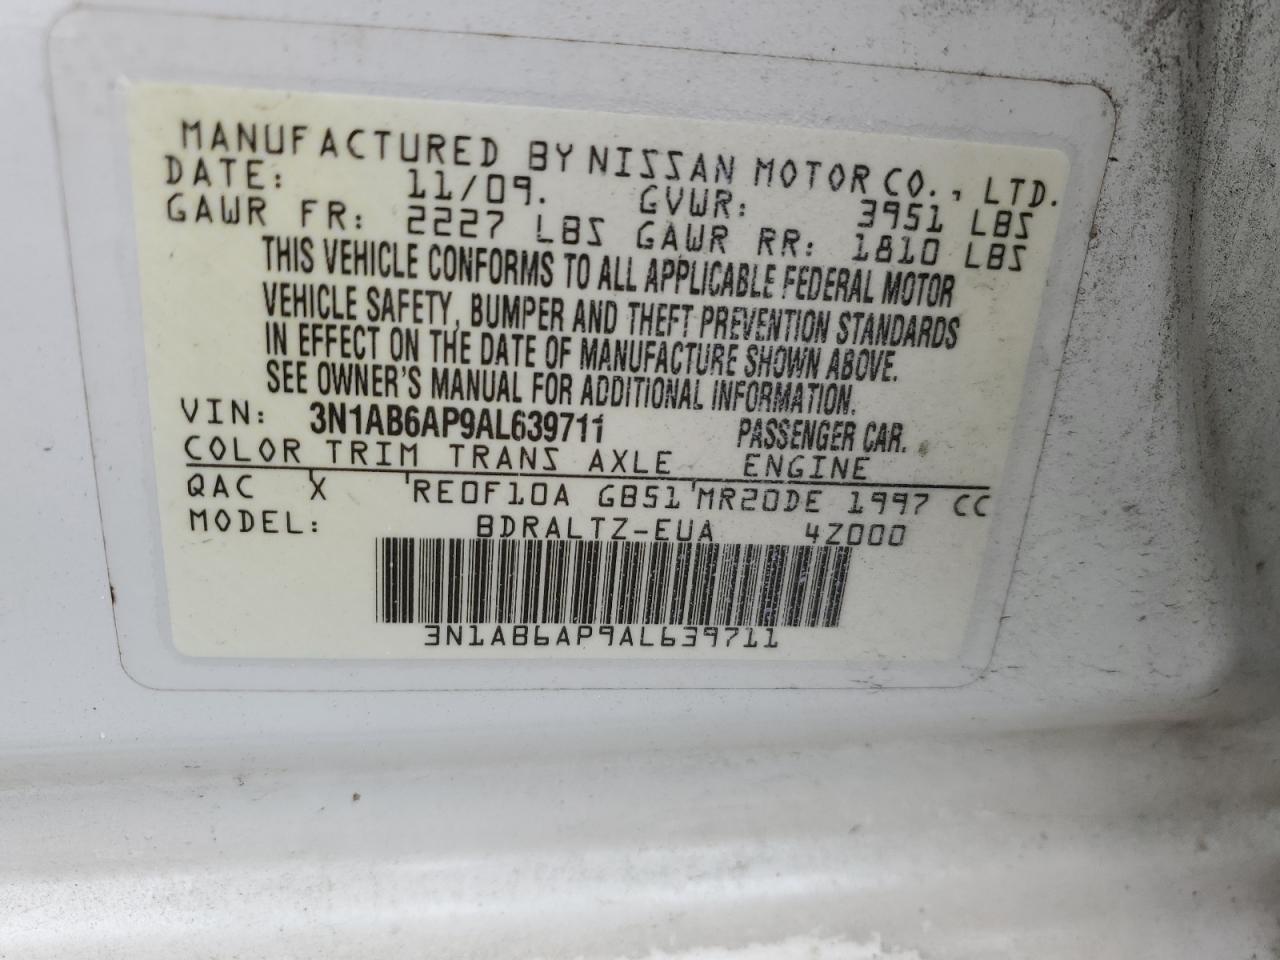 MANUFACTURED BY NISSAN MOTOR CO., LTD.
DATE: 11/09. GVWR: 3951 LBS
GAWR FR: 2227 LBS GAWR RR: 1810 LBS
THIS VEHICLE CONFORMS TO ALL APPLICABLE FEDERAL MOTOR
VEHICLE SAFETY, BUMPER AND THEFT PREVENTION STANDARDS
IN EFFECT ON THE DATE OF MANUFACTURE SHOWN ABOVE.
SEE OWNER'S MANUAL FOR ADDITIONAL INFORMATION.
VIN: 3N1AB6AP9AL639711 PASSENGER CAR.
COLOR TRIM TRANS AXLE ENGINE
QAC X RE0F10A GB51 MR20DE 1997 CC
MODEL: BDRALTZ-EUA 4Z000
3N1AB6AP9AL639711